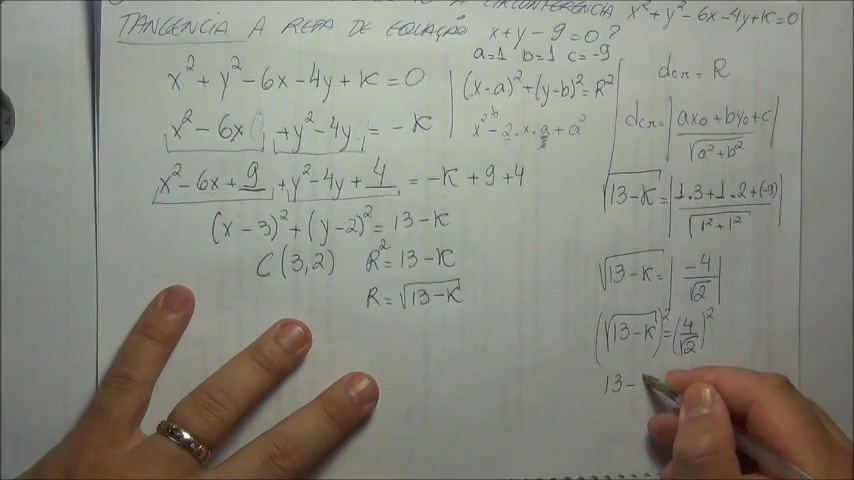 CIRCUNFERÊNCIA x² + y² - 6x - 4y + K = 0
TANGENCIA A RETA DE EQUAÇÃO x + y - 9 = 0 ?
a=1 b=1 c=-9
x² + y² - 6x - 4y + K = 0
x² - 6x + y² - 4y = - K
x² - 6x + 9 + y² - 4y + 4 = -K + 9 + 4
(x - 3)² + (y - 2)² = 13 - K
C (3, 2) R² = 13 - K
R = √13 - K
(x-a)² + (y-b)² = R²
x² - 2.x.a + a²
dcr = R
dcr = |ax₀ + by₀ + c / √a² + b²|
√13-K = |1.3 + 1.2 + (-9) / √1² + 1²|
√13-K = |-4 / √2|
(√13-K)² = (4 / √2)²
13 -